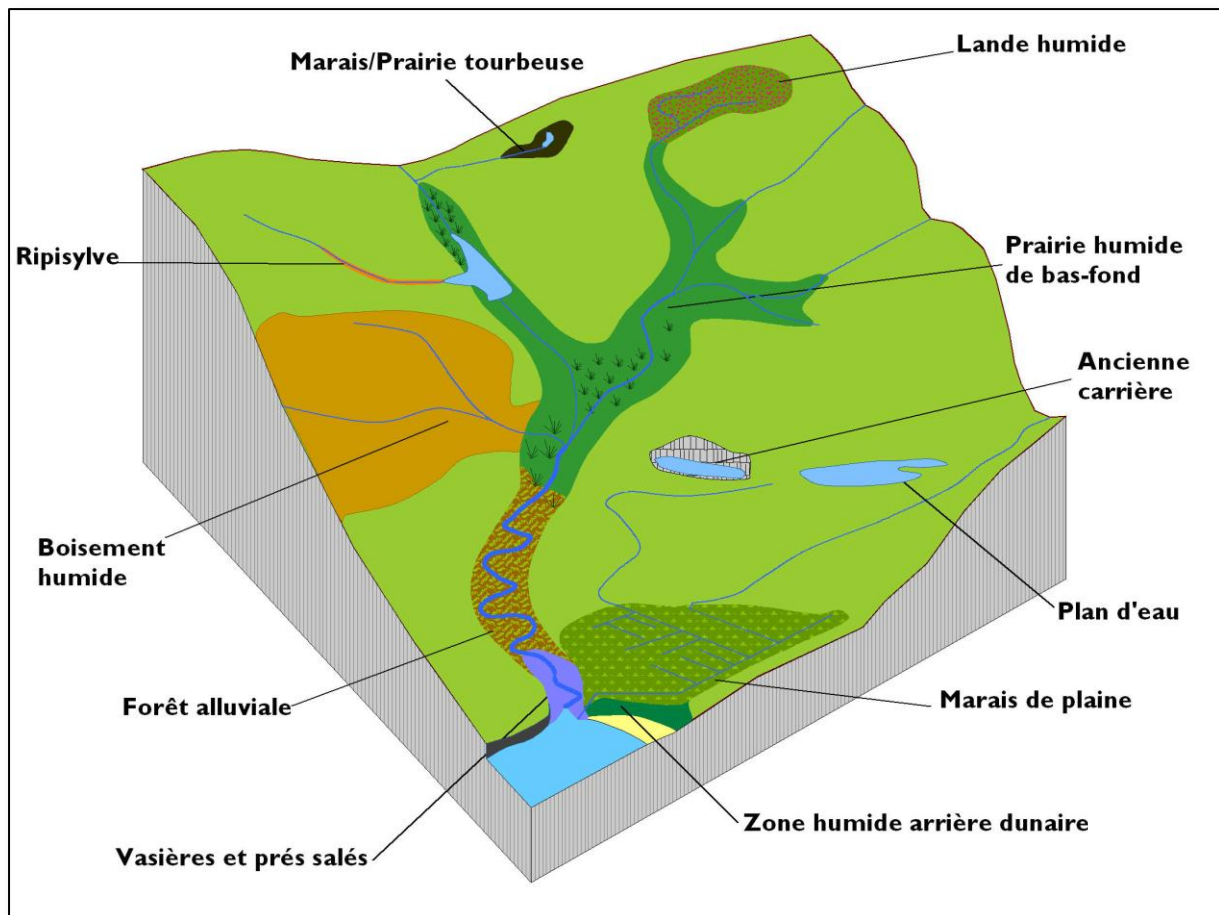 Lande humide
Marais/Prairie tourbeuse
Ripisylve
Prairie humide
de bas-fond
Ancienne
carrière
Boisement
humide
Plan d'eau
Forêt alluviale
Marais de plaine
Zone humide arrière dunaire
Vasières et prés salés